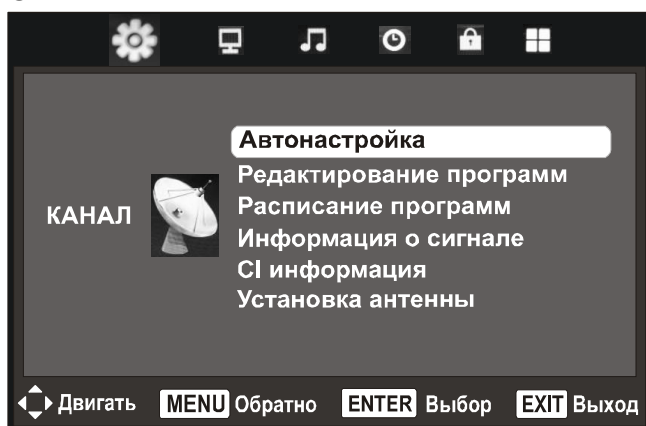 Автонастройка
Редактирование программ
Расписание программ
КАНАЛ
Информация о сигнале
CI информация
Установка антенны
Двигать MENU Обратно ENTER Выбор EXIT Выход